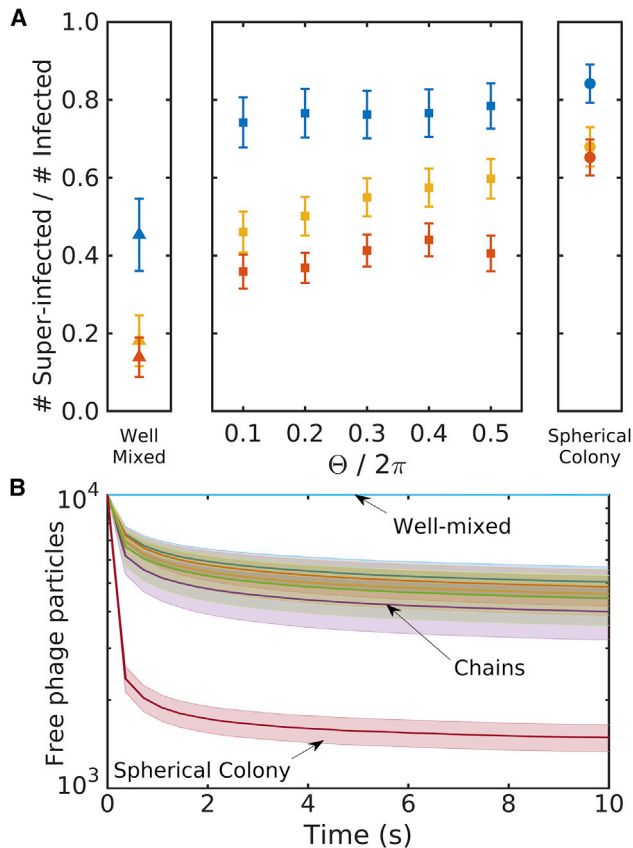 A
# Super-infected / # Infected
1.0
0.8
0.6
0.4
0.2
0.0
Well
Mixed
0.1 0.2 0.3 0.4 0.5
Θ / 2π
Spherical
Colony
B
Free phage particles
10^4
10^3
Well-mixed
Chains
Spherical Colony
0 2 4 6 8 10
Time (s)